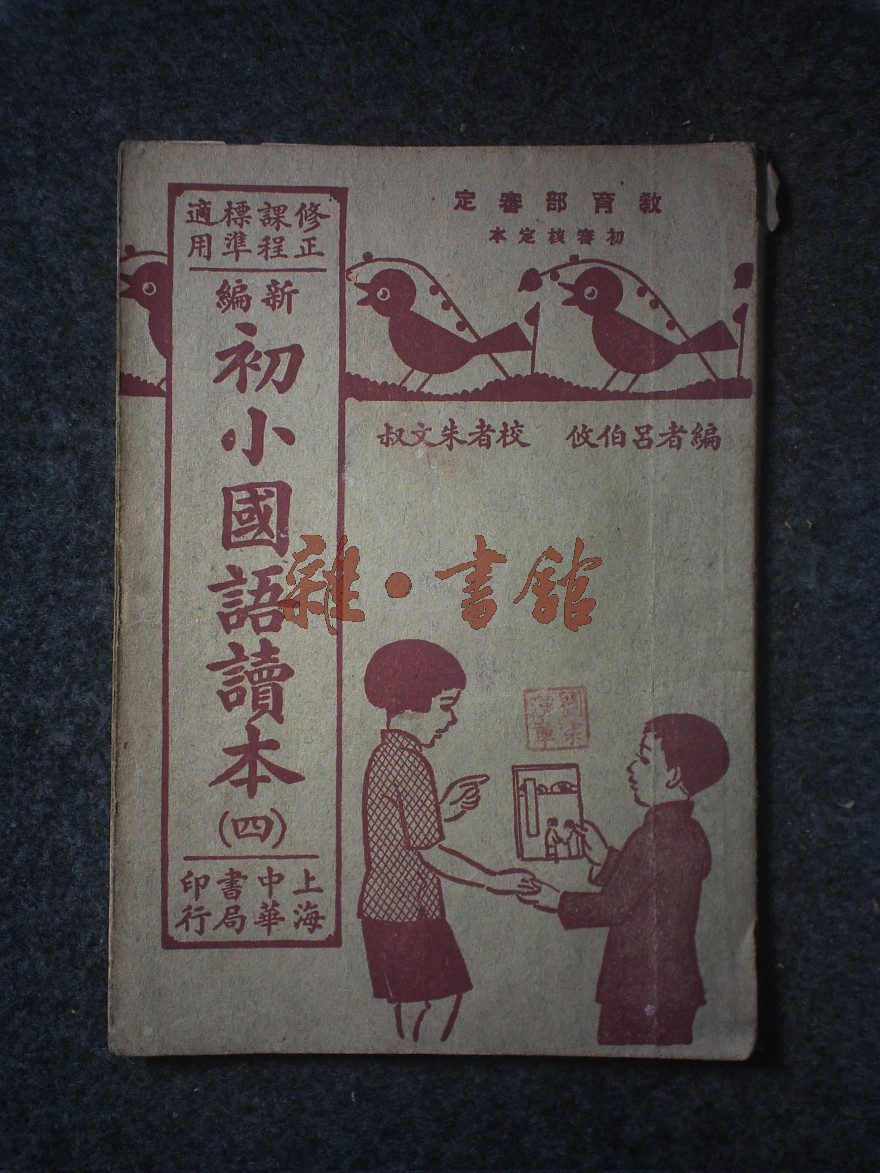 教育部審定
初審核定本
修正課程標準適用
新編
初小國語讀本
(四)
上海中華書局印行
編者呂伯攸 校者朱文叔
雜·書館